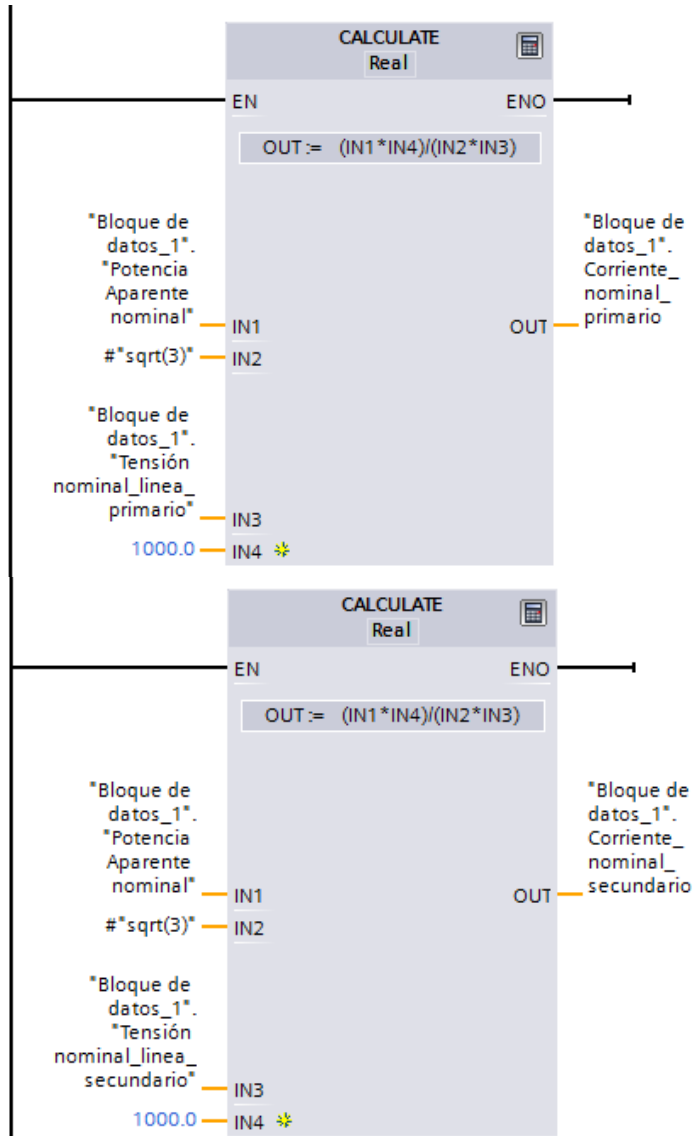 CALCULATE
Real
EN ENO
OUT := (IN1*IN4)/(IN2*IN3)
"Bloque de
datos_1".
"Potencia
Aparente
nominal"
IN1
#"sqrt(3)"
IN2
"Bloque de
datos_1".
"Tensión
nominal_linea_
primario"
IN3
1000.0
IN4
OUT
"Bloque de
datos_1".
Corriente_
nominal_
primario
CALCULATE
Real
EN ENO
OUT := (IN1*IN4)/(IN2*IN3)
"Bloque de
datos_1".
"Potencia
Aparente
nominal"
IN1
#"sqrt(3)"
IN2
"Bloque de
datos_1".
"Tensión
nominal_linea_
secundario"
IN3
1000.0
IN4
OUT
"Bloque de
datos_1".
Corriente_
nominal_
secundario